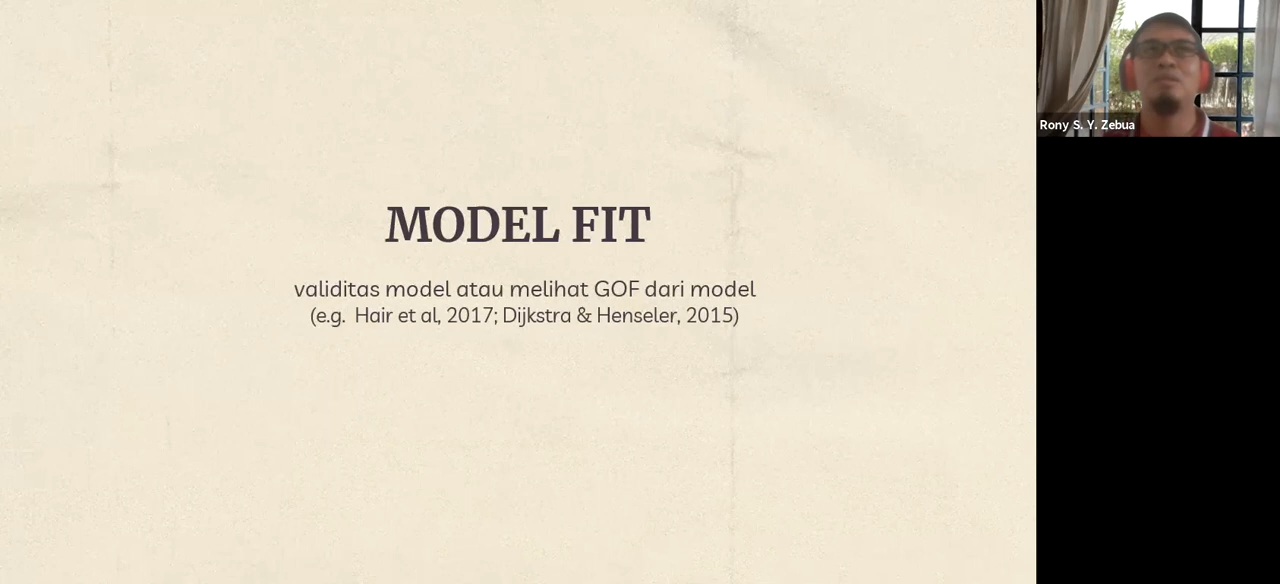 MODEL FIT
validitas model atau melihat GOF dari model
(e.g. Hair et al, 2017; Dijkstra & Henseler, 2015)
Rony S. Y. Zebua